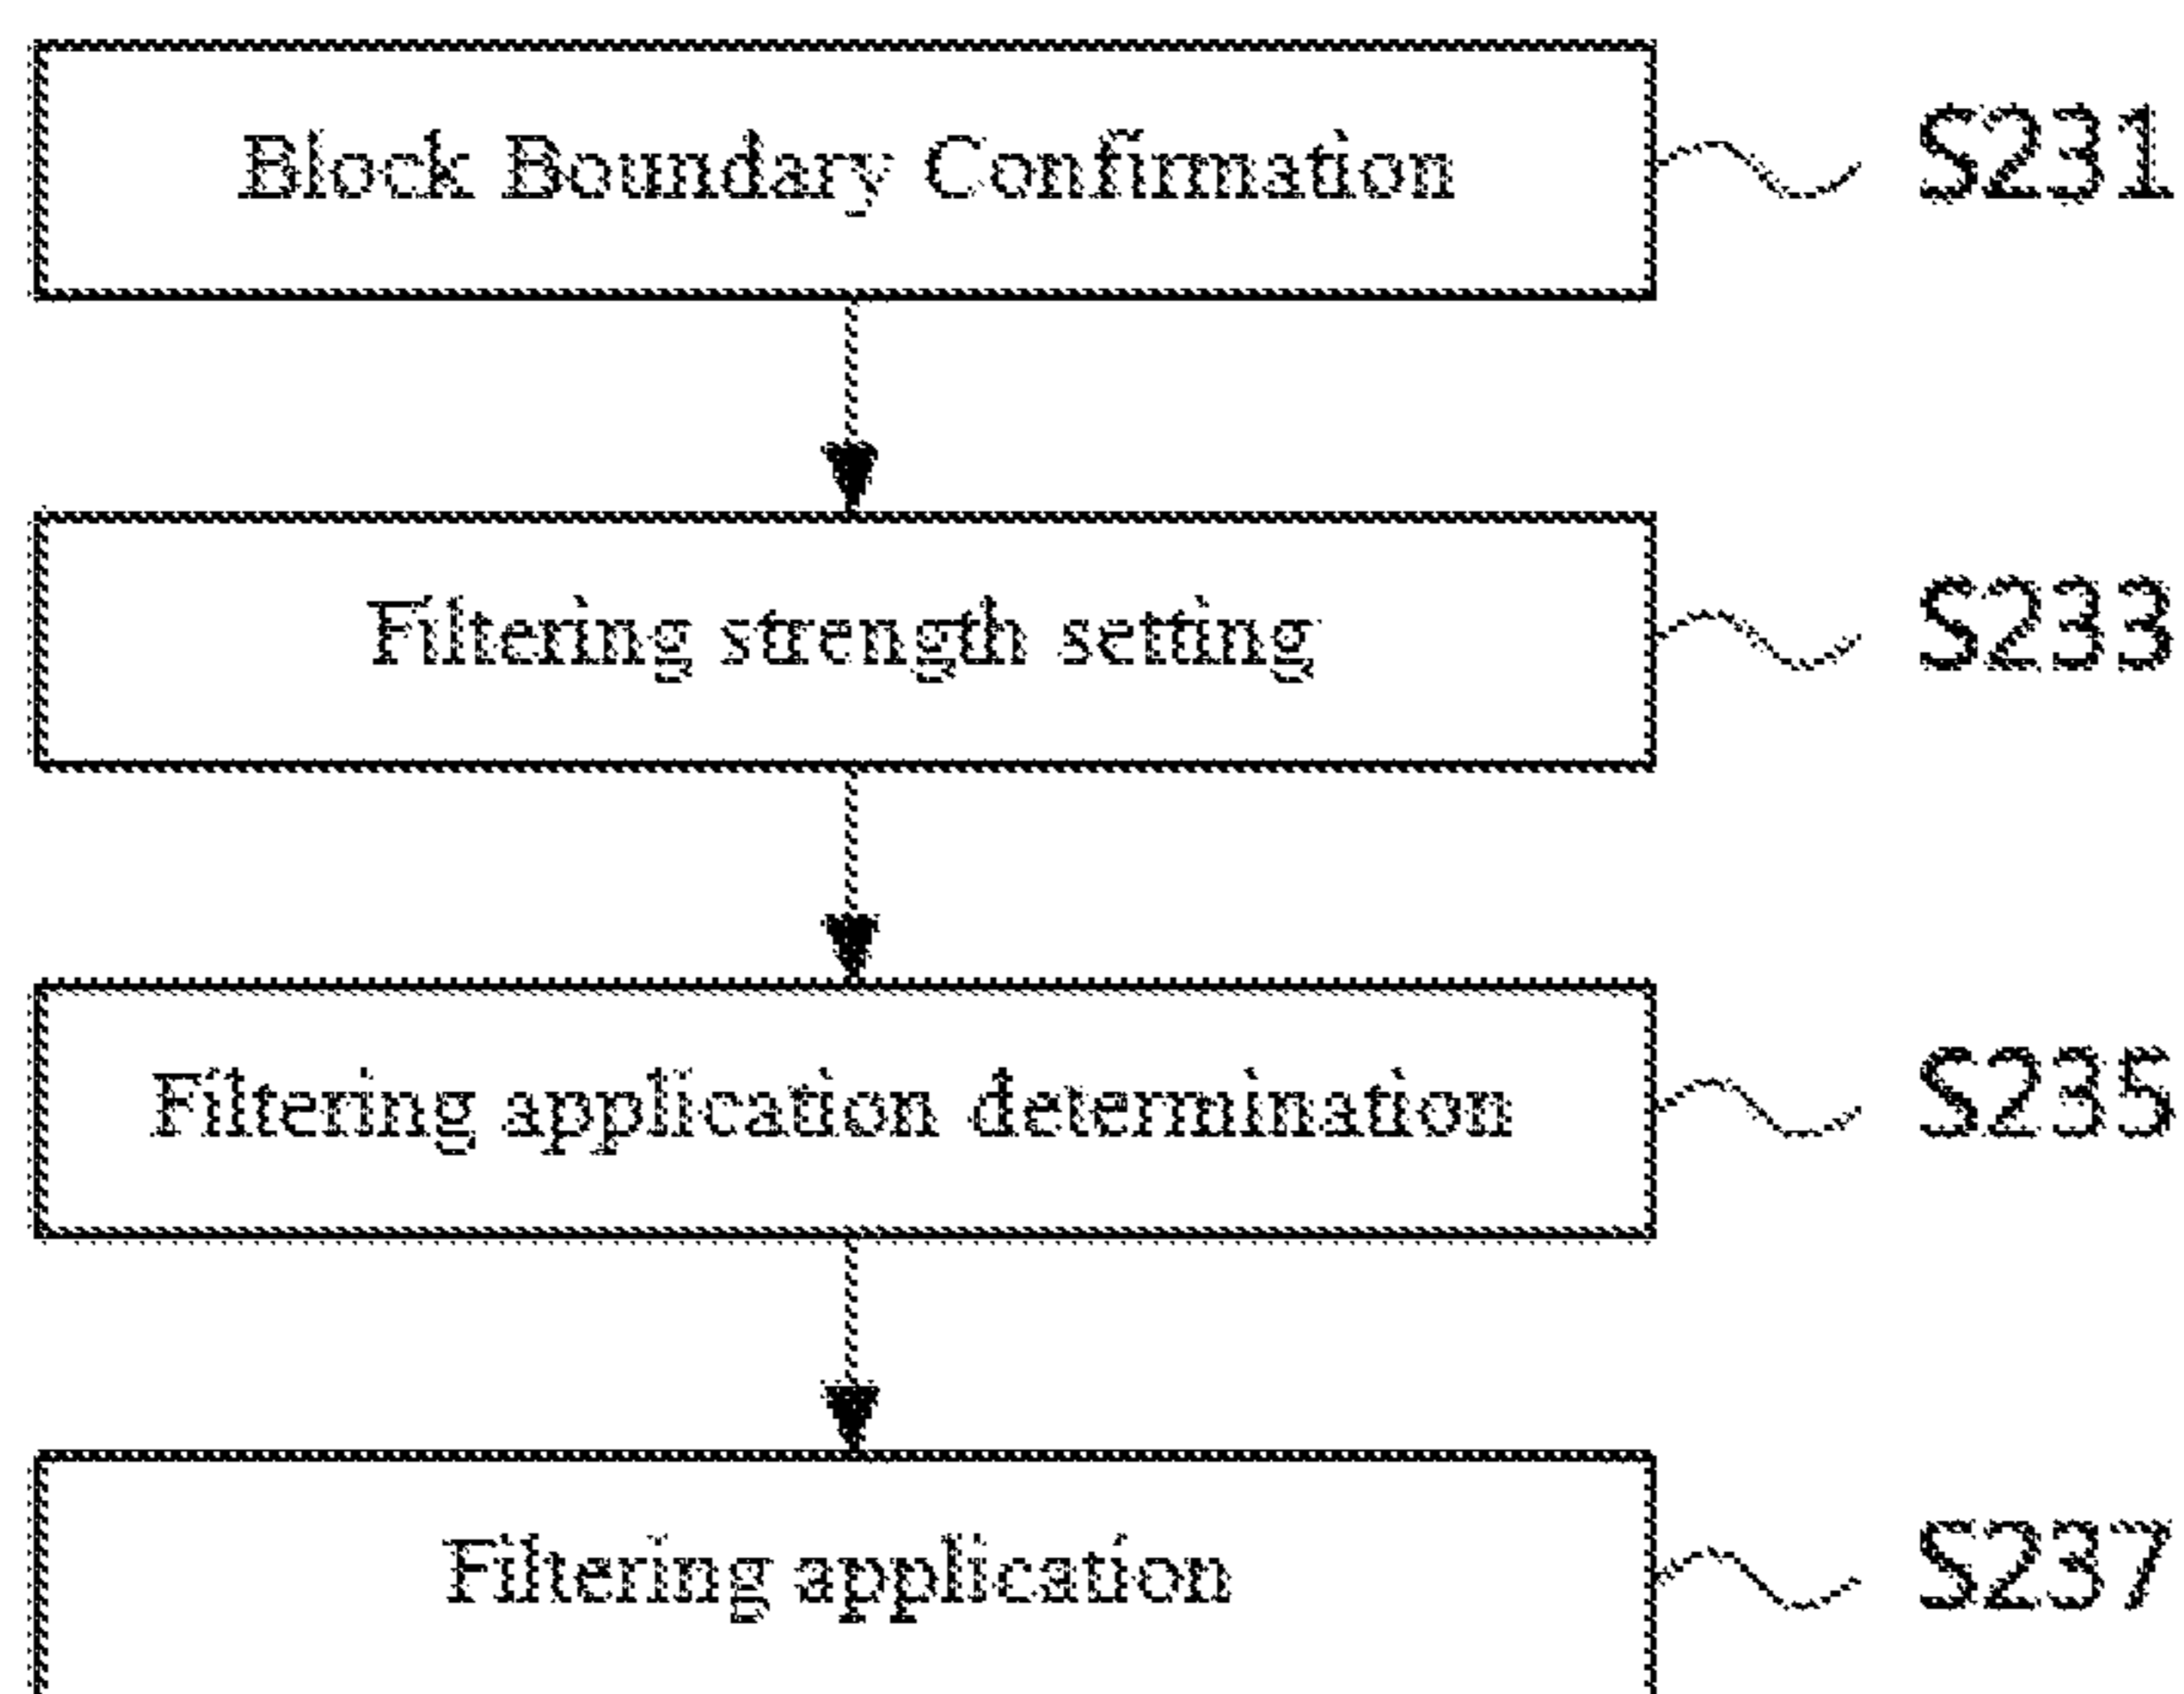 Block Boundary Confirmation S231
Filtering strength setting S233
Filtering application determination S235
Filtering application S237